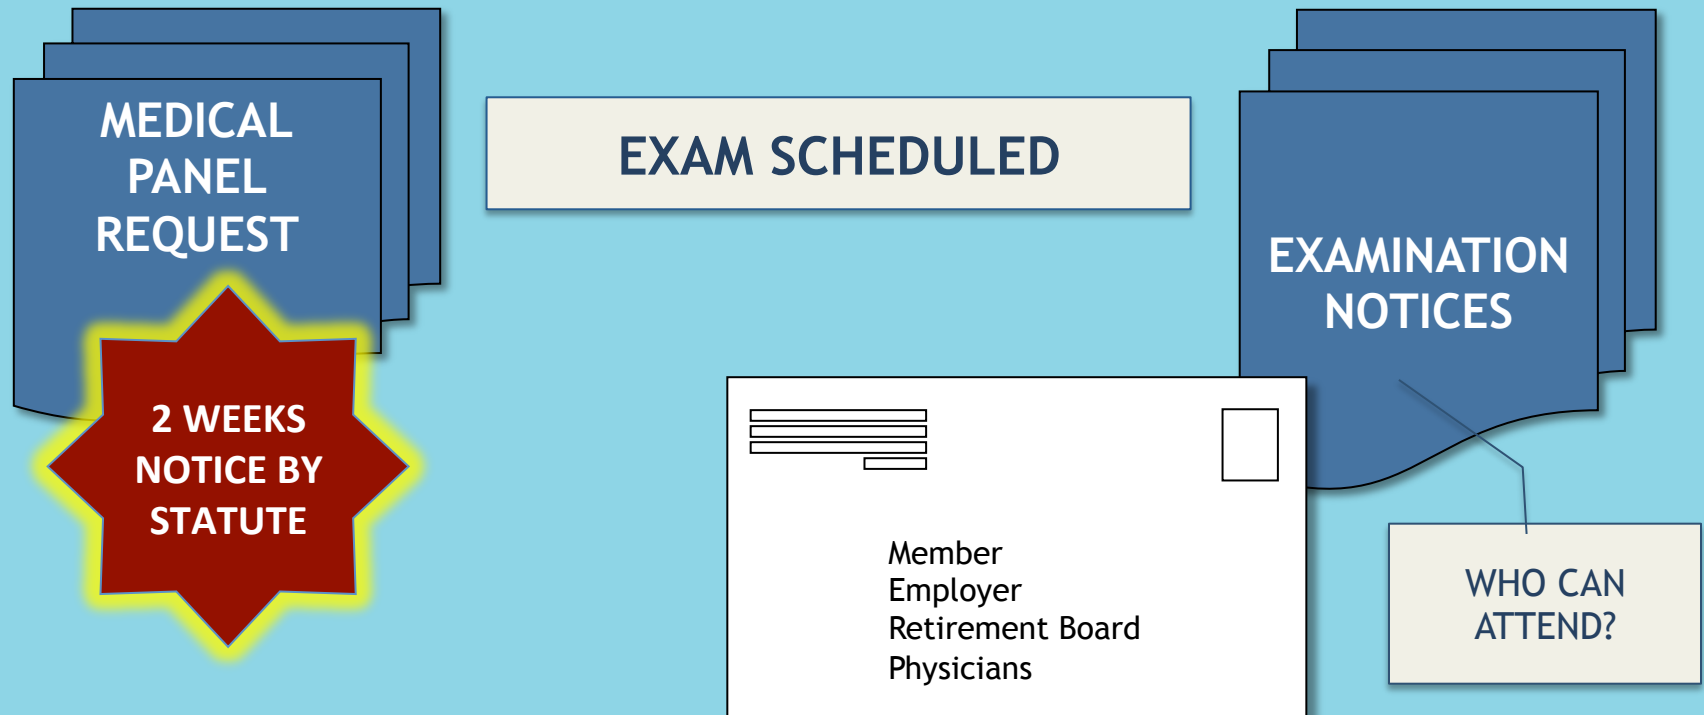 MEDICAL
PANEL
REQUEST
2 WEEKS
NOTICE BY
STATUTE
EXAM SCHEDULED
EXAMINATION
NOTICES
Member
Employer
Retirement Board
Physicians
WHO CAN
ATTEND?